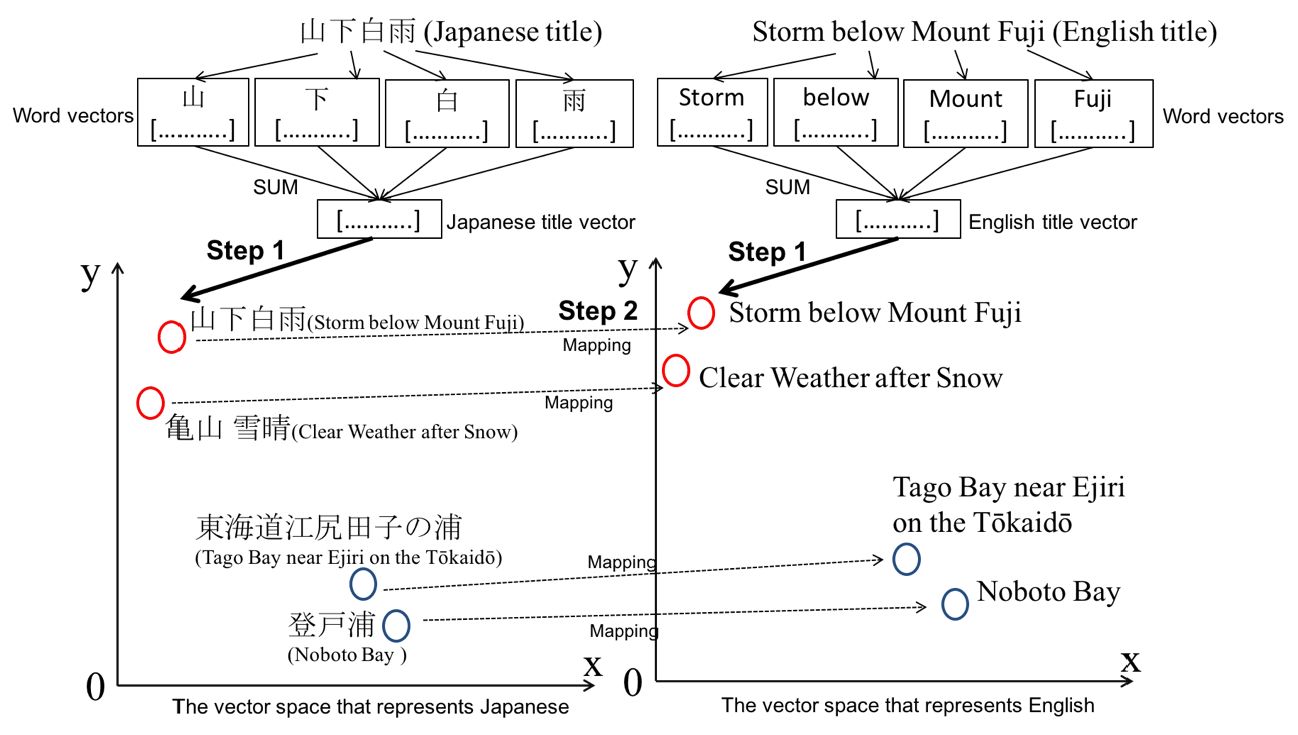 山下白雨 (Japanese title)
Storm below Mount Fuji (English title)
Word vectors
山
[...........]
下
[...........]
白
[...........]
雨
[...........]
Storm
[...........]
below
[...........]
Mount
[...........]
Fuji
[...........]
Word vectors
SUM
SUM
[...........]
Japanese title vector
[...........]
English title vector
Step 1
Step 1
y
y
山下白雨(Storm below Mount Fuji)
Step 2
Mapping
Storm below Mount Fuji
Clear Weather after Snow
Mapping
亀山 雪晴(Clear Weather after Snow)
東海道江尻田子の浦
(Tago Bay near Ejiri on the Tōkaidō)
Mapping
Tago Bay near Ejiri
on the Tōkaidō
登戸浦
(Noboto Bay )
Mapping
Noboto Bay
x
x
0
0
The vector space that represents Japanese
The vector space that represents English